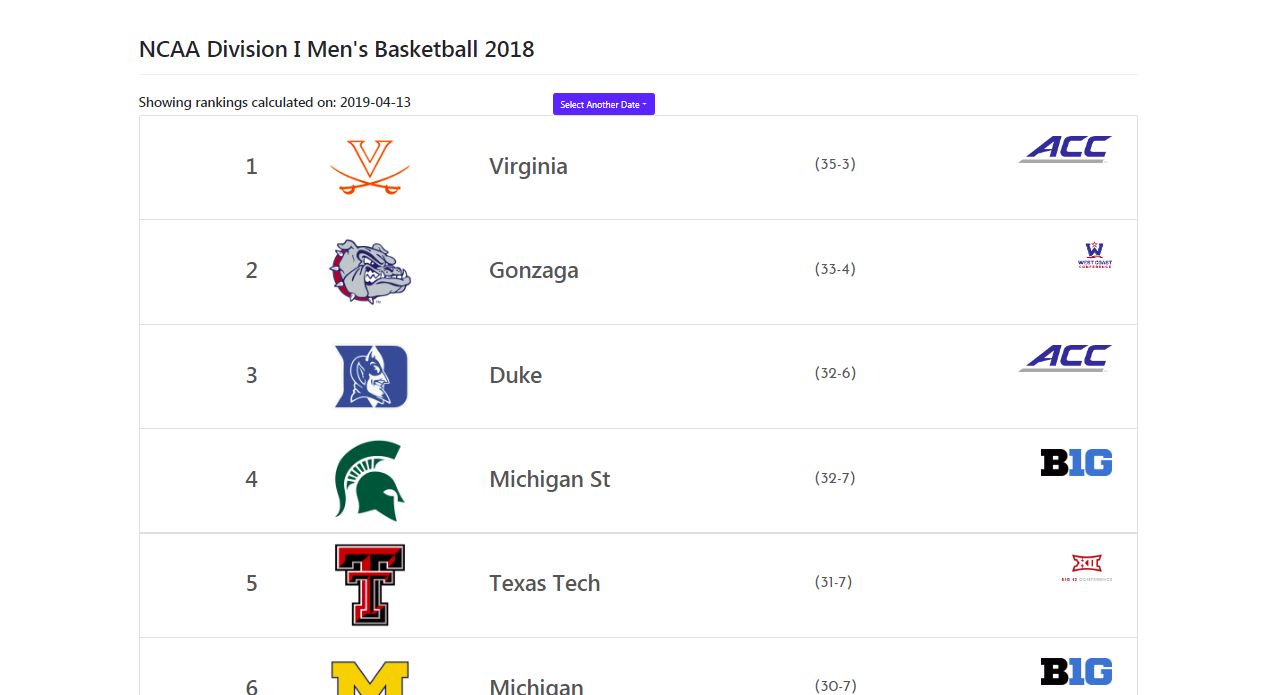 NCAA Division I Men's Basketball 2018
Showing rankings calculated on: 2019-04-13
Select Another Date
1 Virginia (35-3) ACC
2 Gonzaga (33-4) WEST COAST CONFERENCE
3 Duke (32-6) ACC
4 Michigan St (32-7) B1G
5 Texas Tech (31-7) XII BIG 12 CONFERENCE
6 M Michigan (30-7) B1G